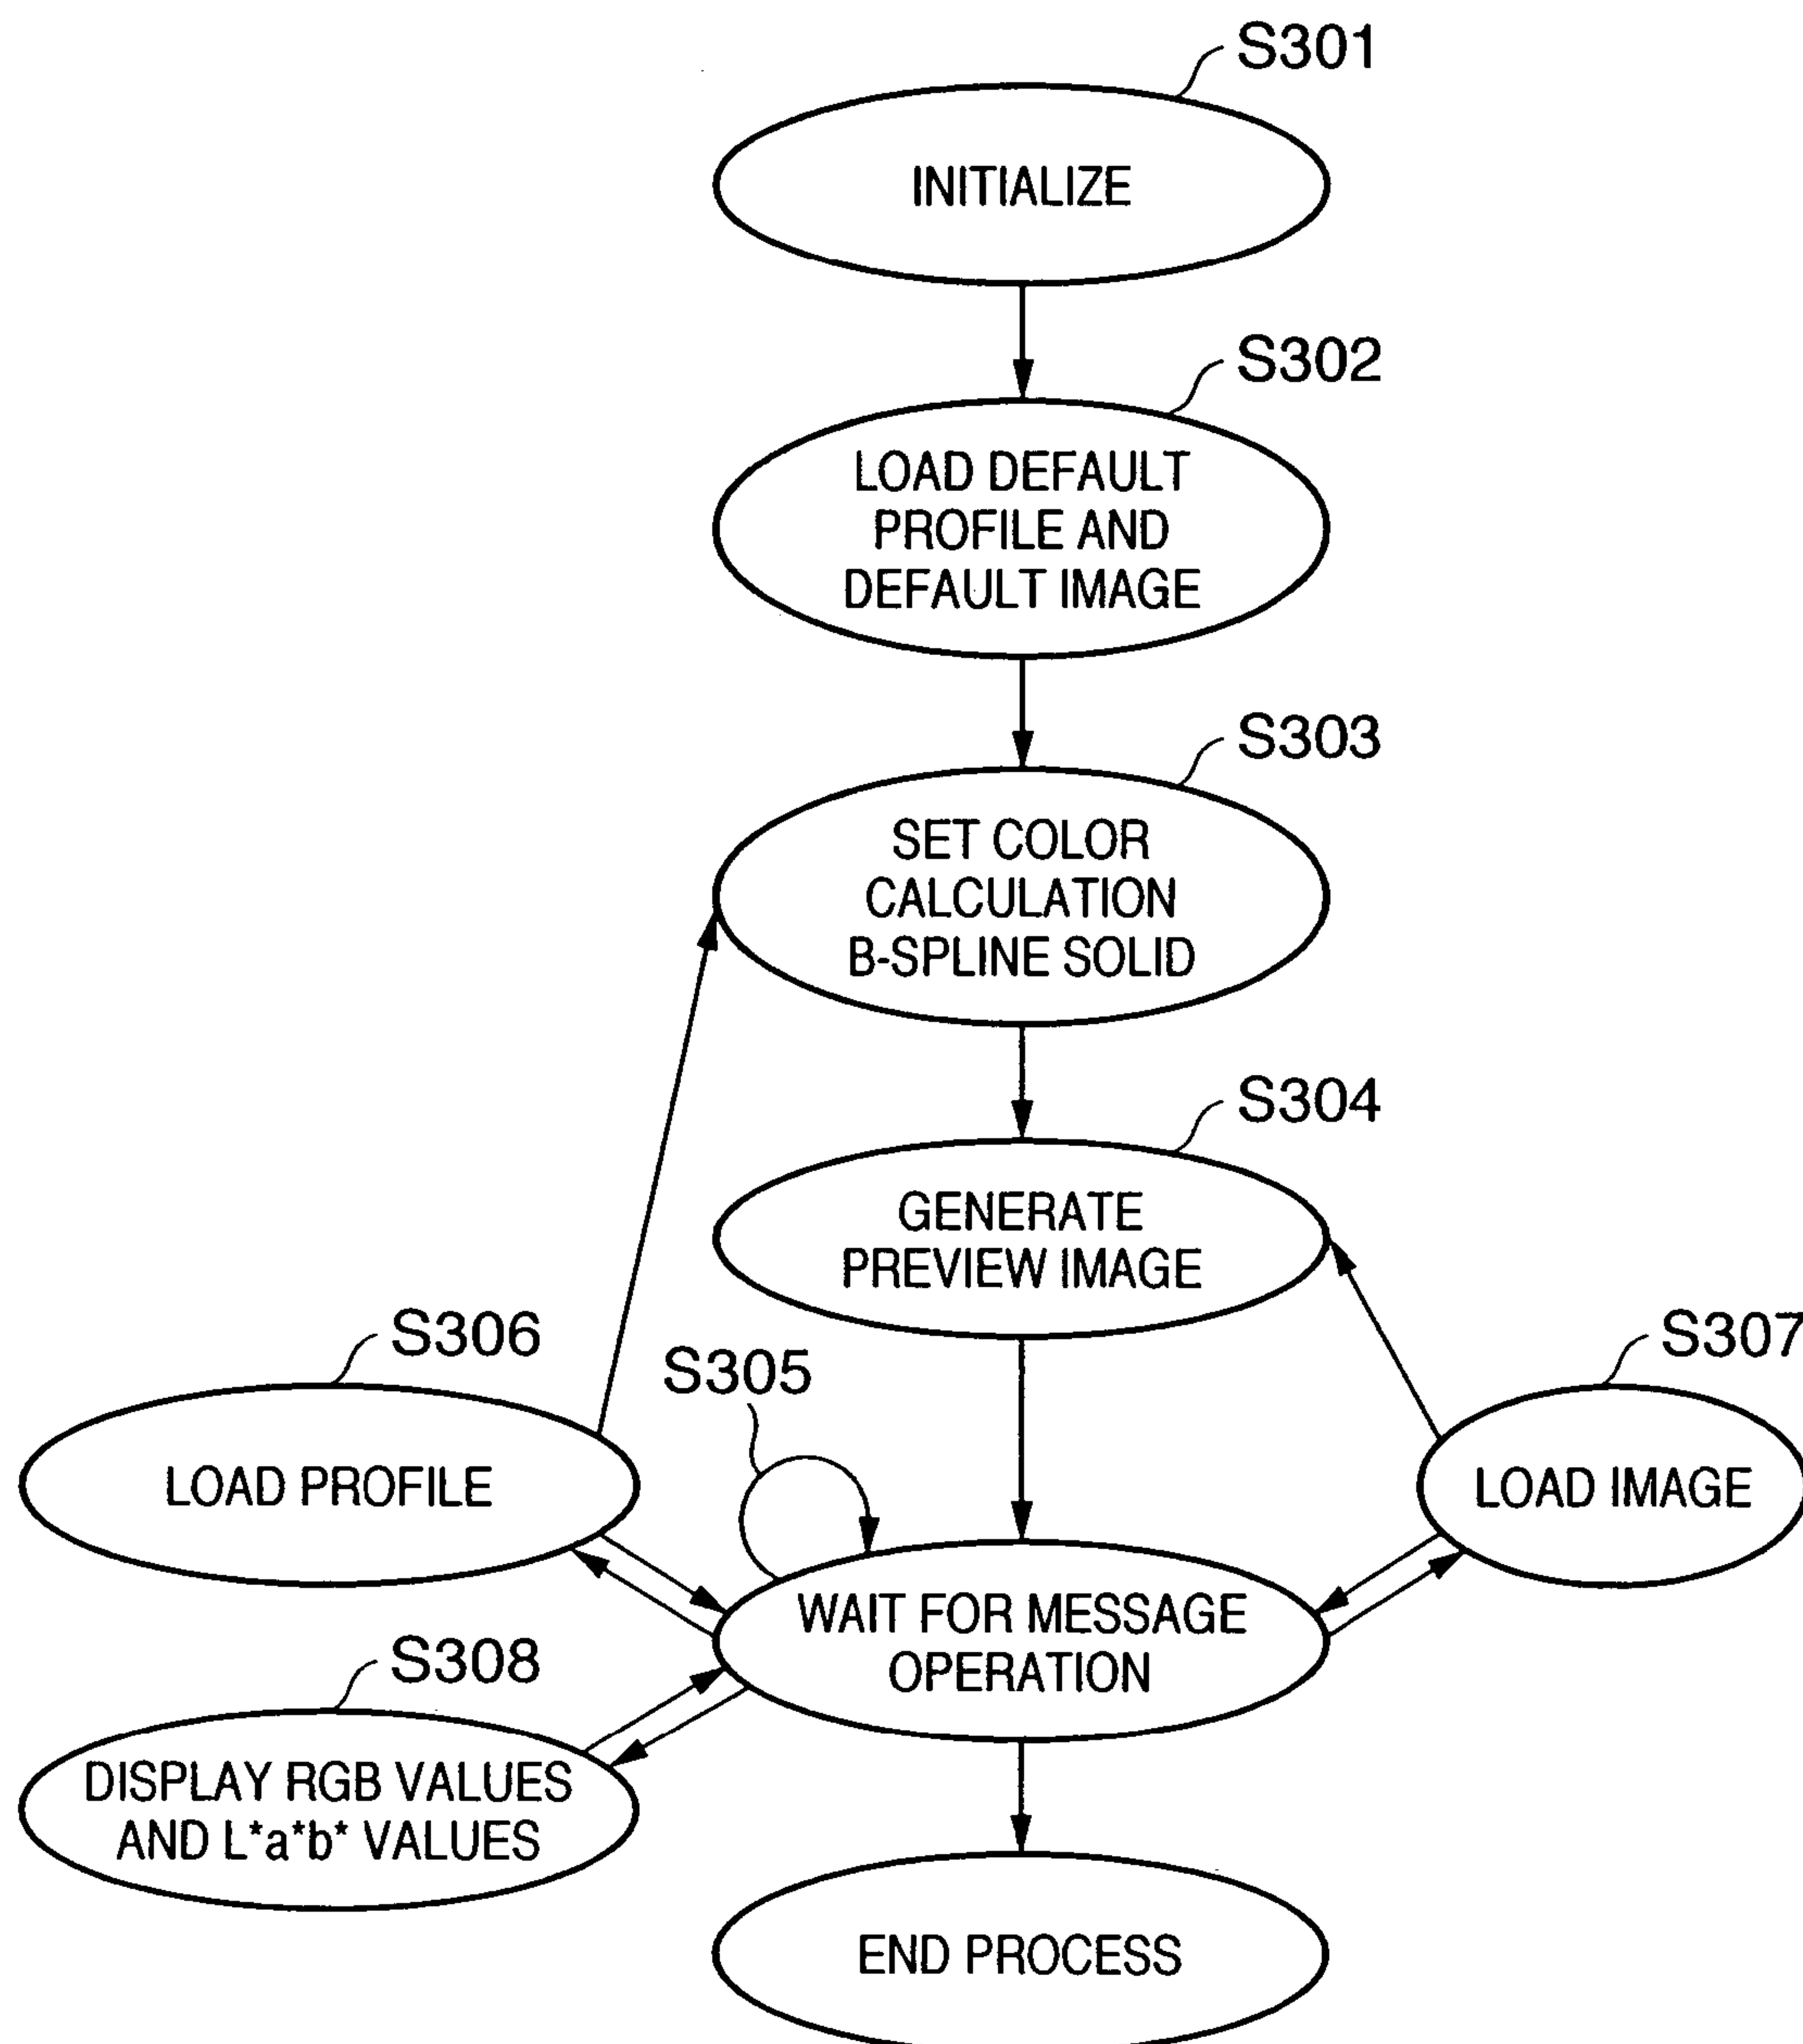 S301
INITIALIZE
S302
LOAD DEFAULT
PROFILE AND
DEFAULT IMAGE
S303
SET COLOR
CALCULATION
B-SPLINE SOLID
S304
GENERATE
PREVIEW IMAGE
S306
LOAD PROFILE
S305
S307
LOAD IMAGE
WAIT FOR MESSAGE
OPERATION
S308
DISPLAY RGB VALUES
AND L*a*b* VALUES
END PROCESS